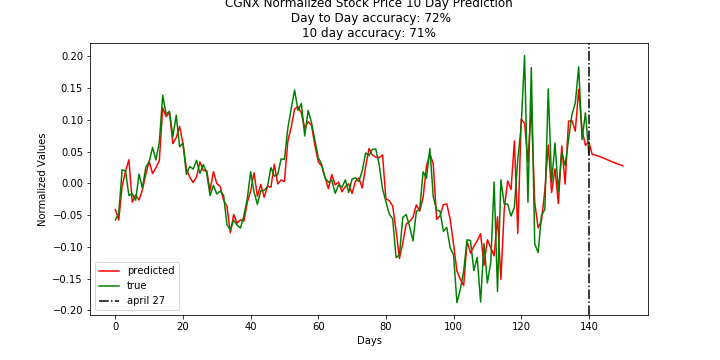 CGNX Normalized Stock Price 10 Day Prediction
Day to Day accuracy: 72%
10 day accuracy: 71%
0.20
0.15
0.10
0.05
0.00
−0.05
−0.10
−0.15
−0.20
Normalized Values
predicted
true
april 27
0 20 40 60 80 100 120 140
Days